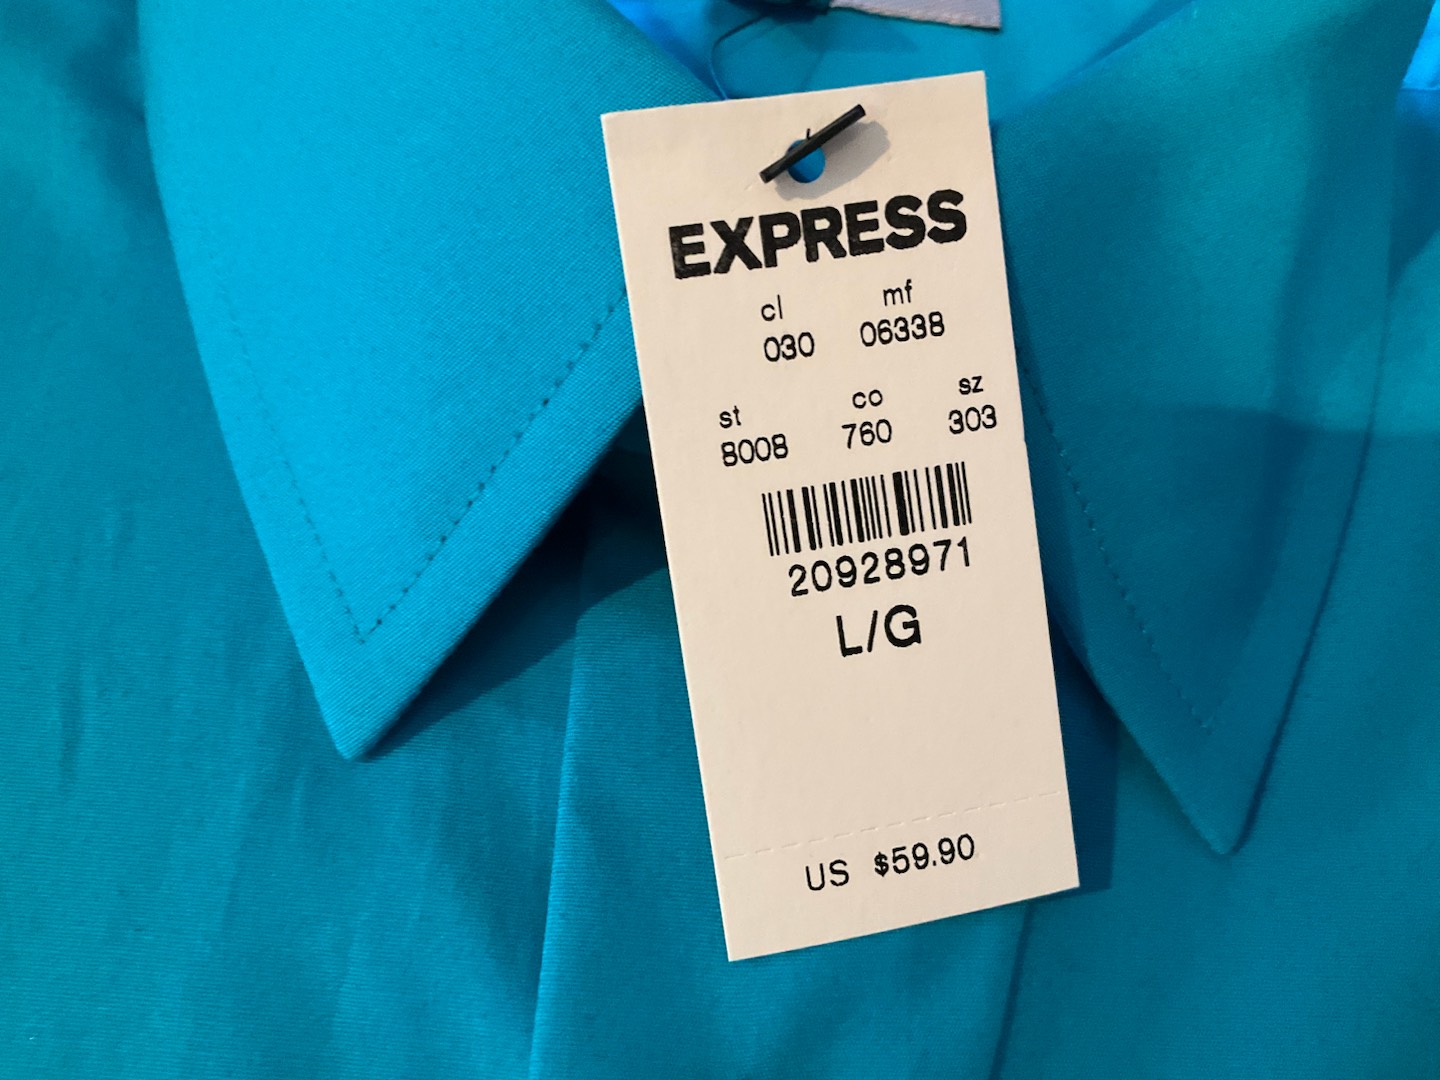 EXPRESS
cl mf
030 06338
st co sz
8008 760 303
20928971
L/G
US $59.90